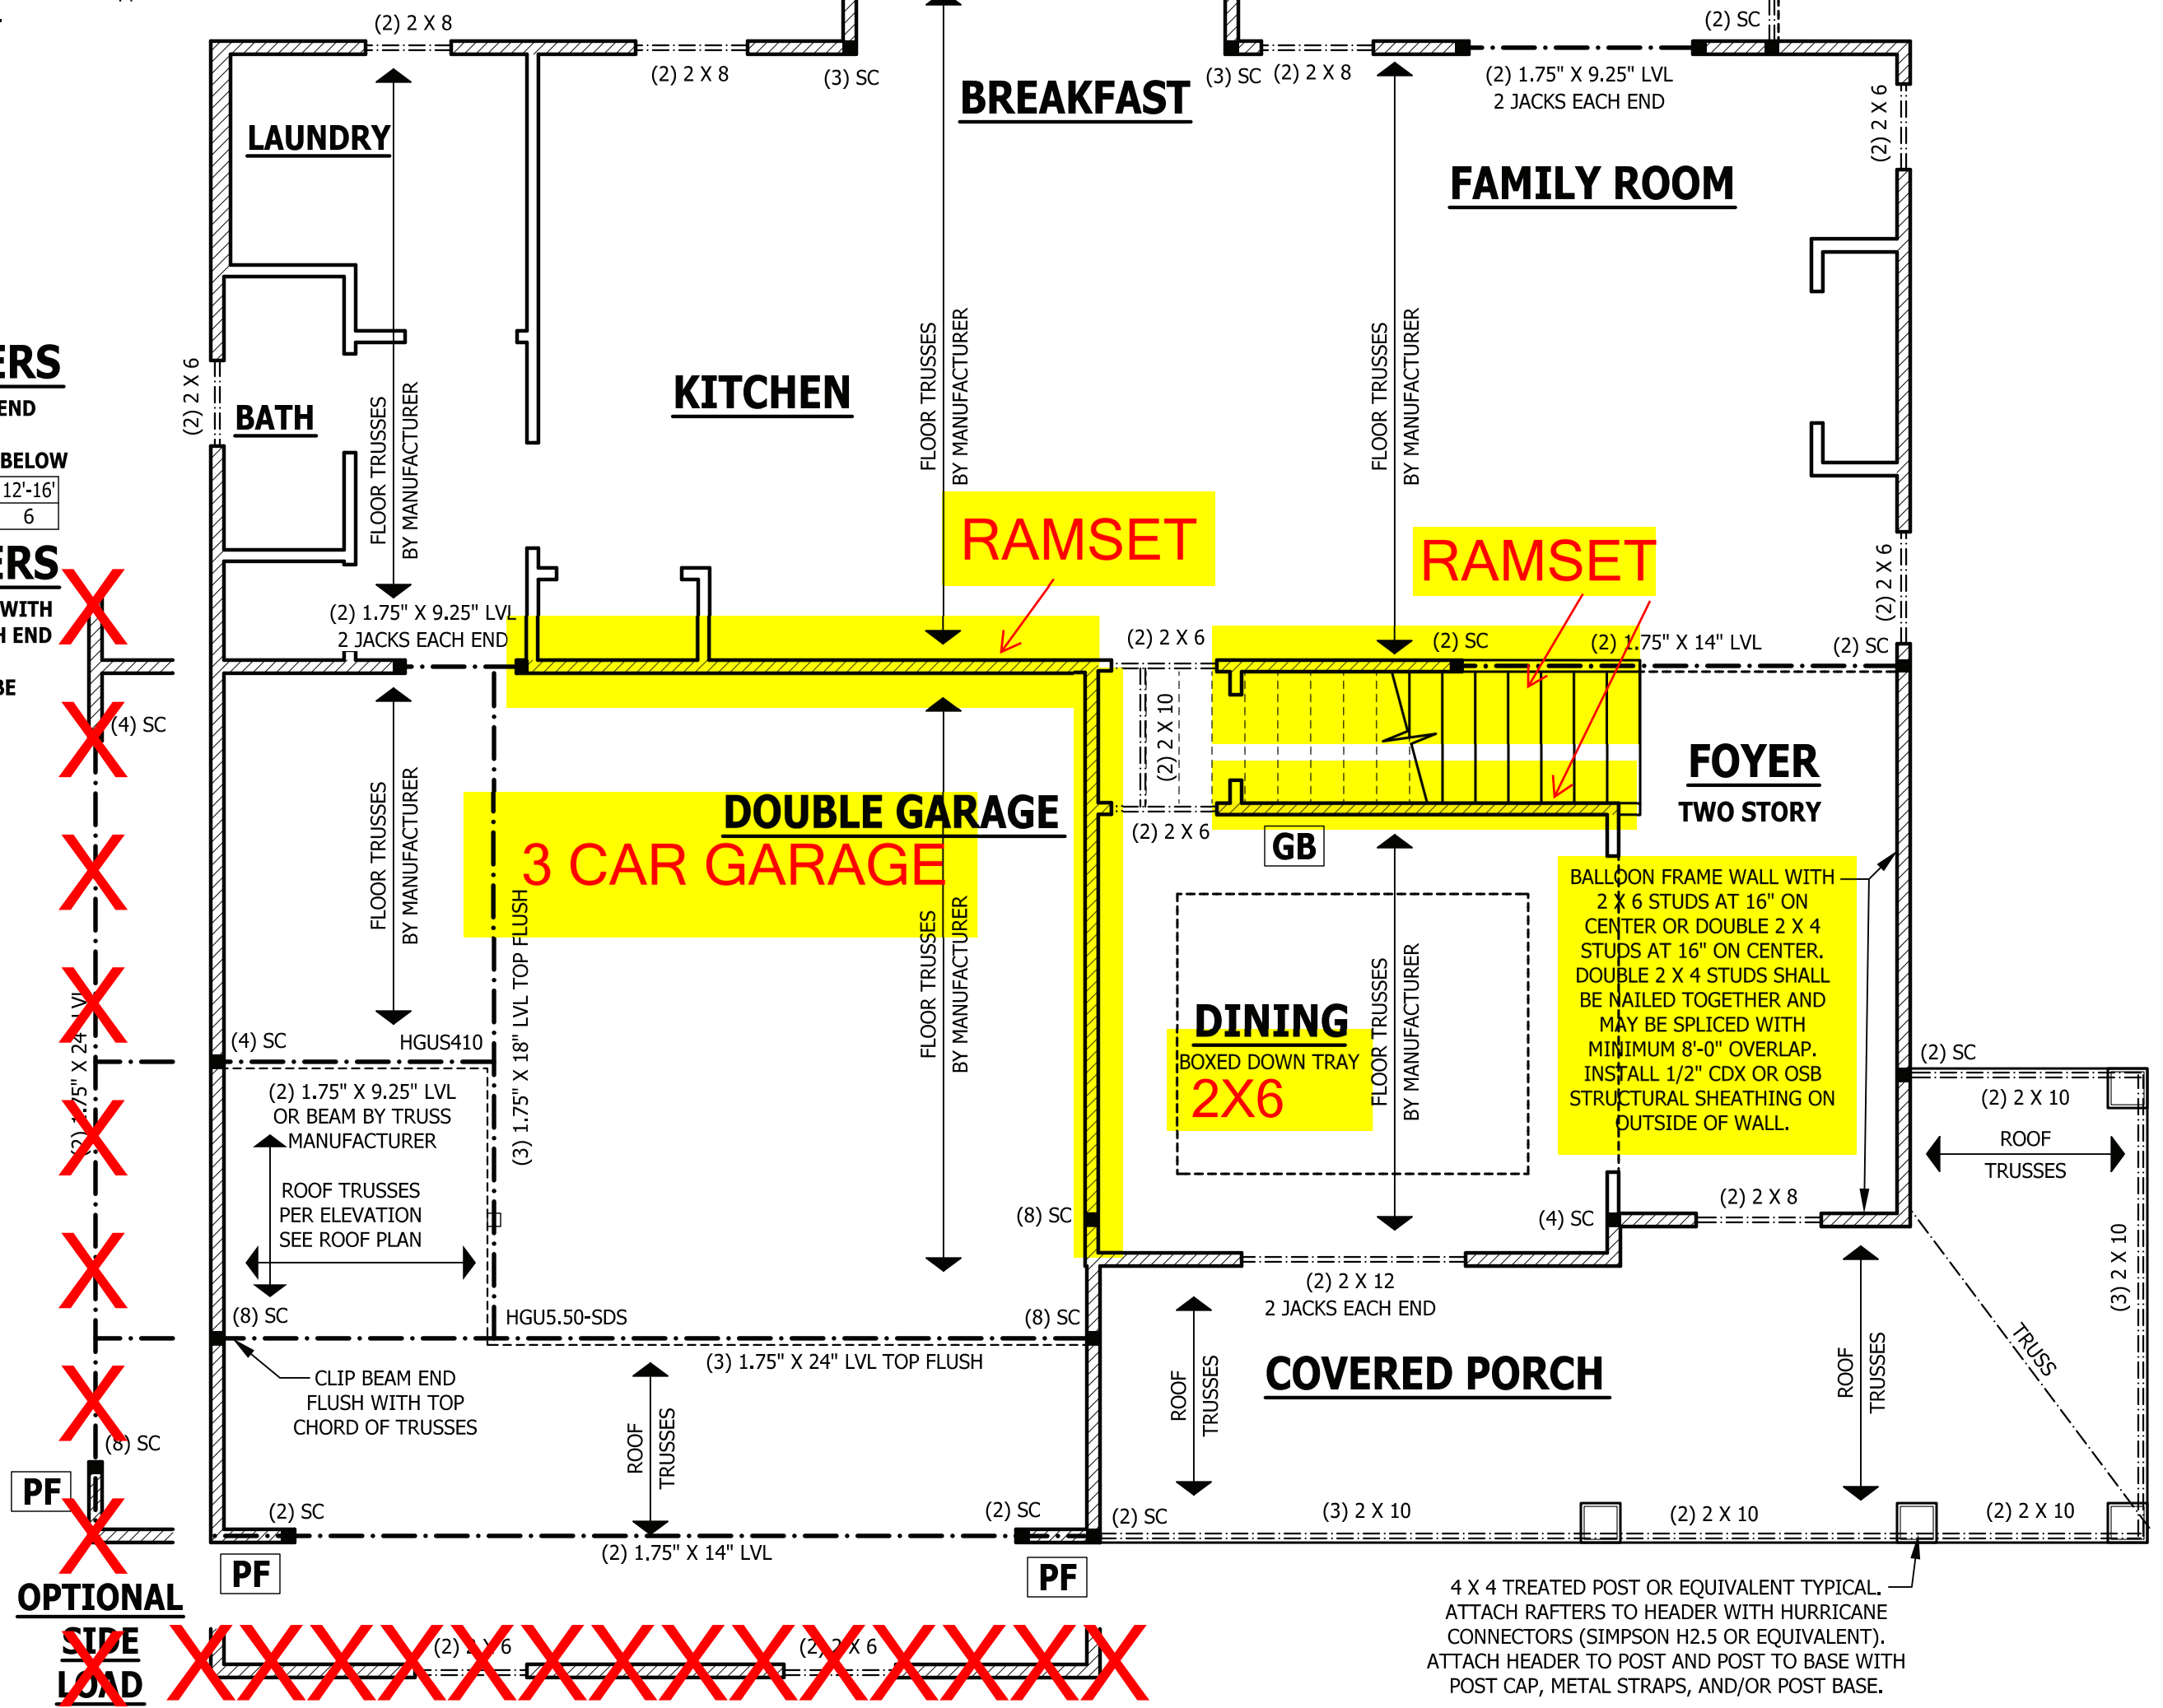 (2) 2 X 8
(2) 2 X 8
(3) SC
BREAKFAST
(3) SC
(2) 2 X 8
(2) 1.75" X 9.25" LVL
2 JACKS EACH END
(2) SC
(2) 2 X 6
LAUNDRY
FAMILY ROOM
ERS
END
BELOW
12'-16'
6
ERS
WITH
H END
BE
(2) 2 X 6
BATH
FLOOR TRUSSES
BY MANUFACTURER
KITCHEN
FLOOR TRUSSES
BY MANUFACTURER
FLOOR TRUSSES
BY MANUFACTURER
RAMSET
RAMSET
(2) 2 X 6
(2) 1.75" X 9.25" LVL
2 JACKS EACH END
(2) 2 X 6
(2) SC
(2) 1.75" X 14" LVL
(2) SC
X
X
X
X
X
X
X
X
X
(4) SC
(2) 1.75" X 24" LVL
FLOOR TRUSSES
BY MANUFACTURER
DOUBLE GARAGE
3 CAR GARAGE
(3) 1.75" X 18" LVL TOP FLUSH
FLOOR TRUSSES
BY MANUFACTURER
(2) 2 X 10
(2) 2 X 6
GB
FOYER
TWO STORY
BALLOON FRAME WALL WITH
2 X 6 STUDS AT 16" ON
CENTER OR DOUBLE 2 X 4
STUDS AT 16" ON CENTER.
DOUBLE 2 X 4 STUDS SHALL
BE NAILED TOGETHER AND
MAY BE SPLICED WITH
MINIMUM 8'-0" OVERLAP.
INSTALL 1/2" CDX OR OSB
STRUCTURAL SHEATHING ON
OUTSIDE OF WALL.
DINING
BOXED DOWN TRAY
2X6
FLOOR TRUSSES
BY MANUFACTURER
(4) SC
HGUS410
(2) 1.75" X 9.25" LVL
OR BEAM BY TRUSS
MANUFACTURER
ROOF TRUSSES
PER ELEVATION
SEE ROOF PLAN
(8) SC
(4) SC
(2) 2 X 8
(2) SC
(2) 2 X 10
ROOF
TRUSSES
(3) 2 X 10
TRUSS
(8) SC
HGU5.50-SDS
(8) SC
(3) 1.75" X 24" LVL TOP FLUSH
(2) 2 X 12
2 JACKS EACH END
CLIP BEAM END
FLUSH WITH TOP
CHORD OF TRUSSES
ROOF
TRUSSES
ROOF
TRUSSES
COVERED PORCH
ROOF
TRUSSES
(8) SC
PF
(2) SC
(2) SC
(2) SC
(3) 2 X 10
(2) 2 X 10
(2) 2 X 10
(2) 1.75" X 14" LVL
PF
PF
OPTIONAL
SIDE
LOAD
(2) 2 X 6
(2) 2 X 6
X X X X X X X X X X X X X X
4 X 4 TREATED POST OR EQUIVALENT TYPICAL.
ATTACH RAFTERS TO HEADER WITH HURRICANE
CONNECTORS (SIMPSON H2.5 OR EQUIVALENT).
ATTACH HEADER TO POST AND POST TO BASE WITH
POST CAP, METAL STRAPS, AND/OR POST BASE.